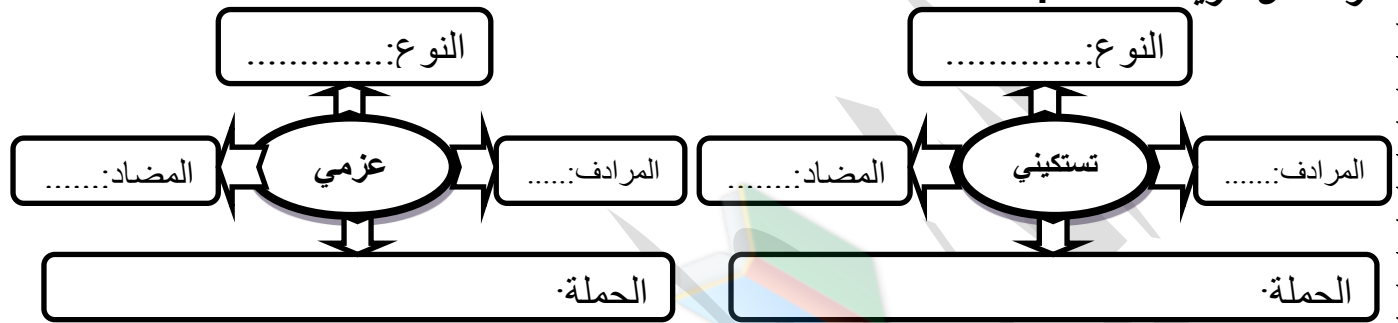 النوع:.............
النوع:.............
المرادف:......
تستكيني
المضاد:.......
المرادف:.....
عزمي
المضاد:.......
الجملة:
الجملة: